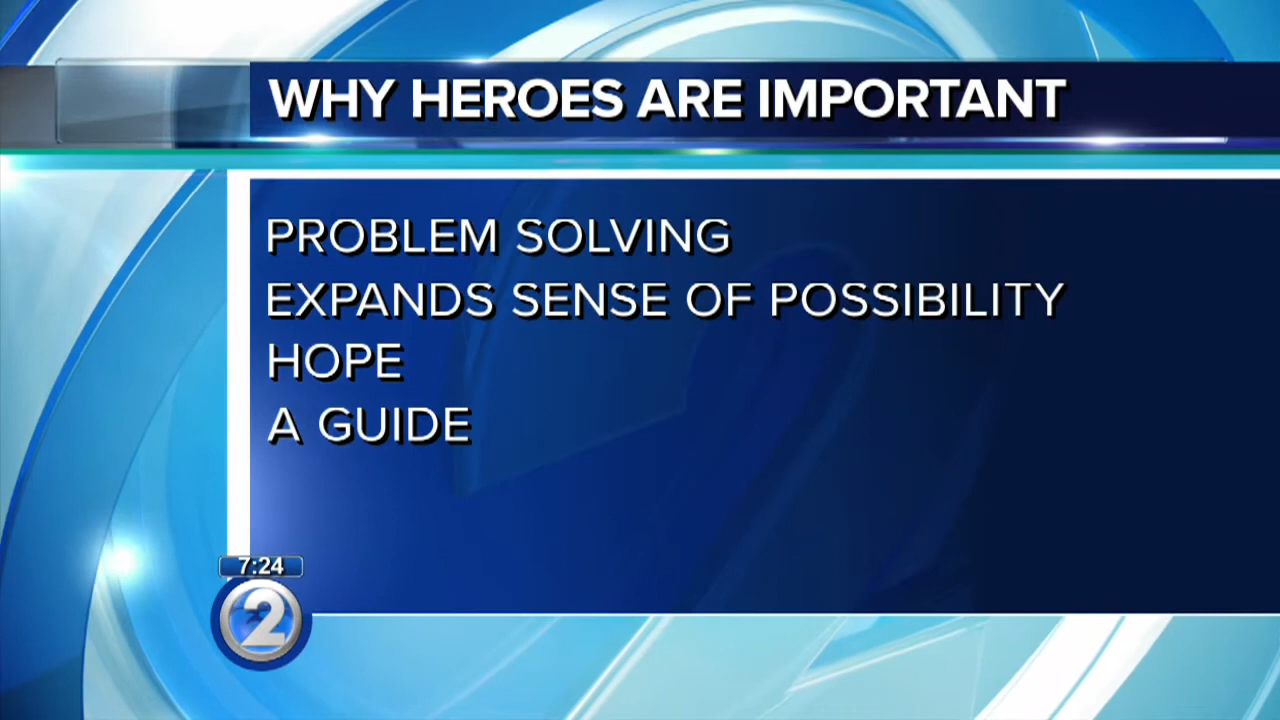 WHY HEROES ARE IMPORTANT
PROBLEM SOLVING
EXPANDS SENSE OF POSSIBILITY
HOPE
A GUIDE
7:24
2